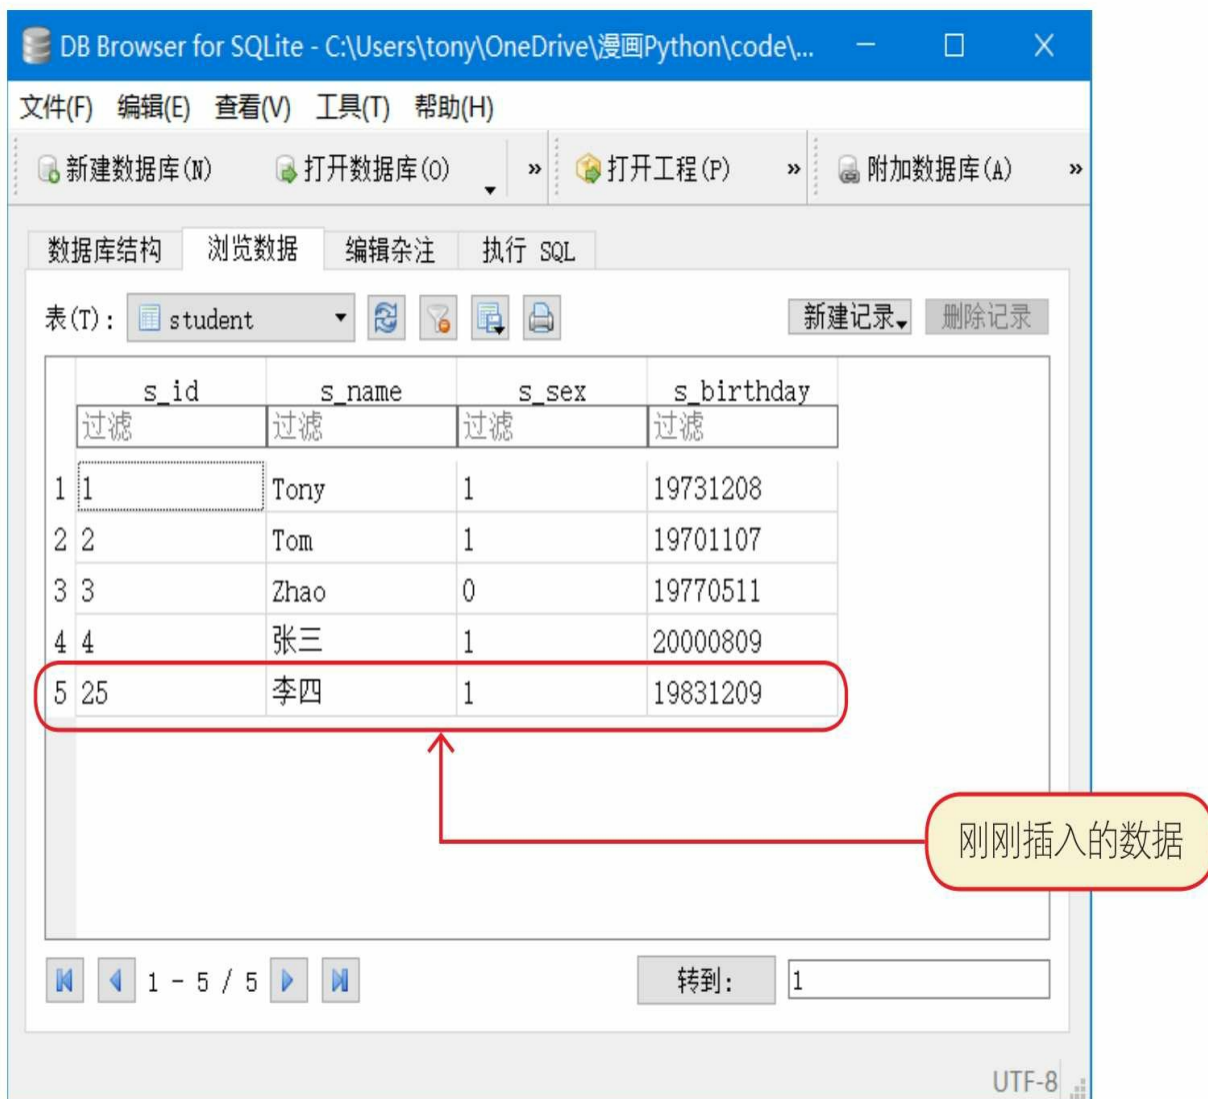 DB Browser for SQLite - C:\Users\tony\OneDrive\漫画Python\code\...
文件(F) 编辑(E) 查看(V) 工具(T) 帮助(H)
新建数据库(N) 打开数据库(O) » 打开工程(P) » 附加数据库(A) »
数据库结构 浏览数据 编辑杂注 执行 SQL
表(T): student 新建记录 删除记录
s_id s_name s_sex s_birthday
过滤 过滤 过滤 过滤
1 1 Tony 1 19731208
2 2 Tom 1 19701107
3 3 Zhao 0 19770511
4 4 张三 1 20000809
5 25 李四 1 19831209
刚刚插入的数据
1 - 5 / 5 转到: 1
UTF-8